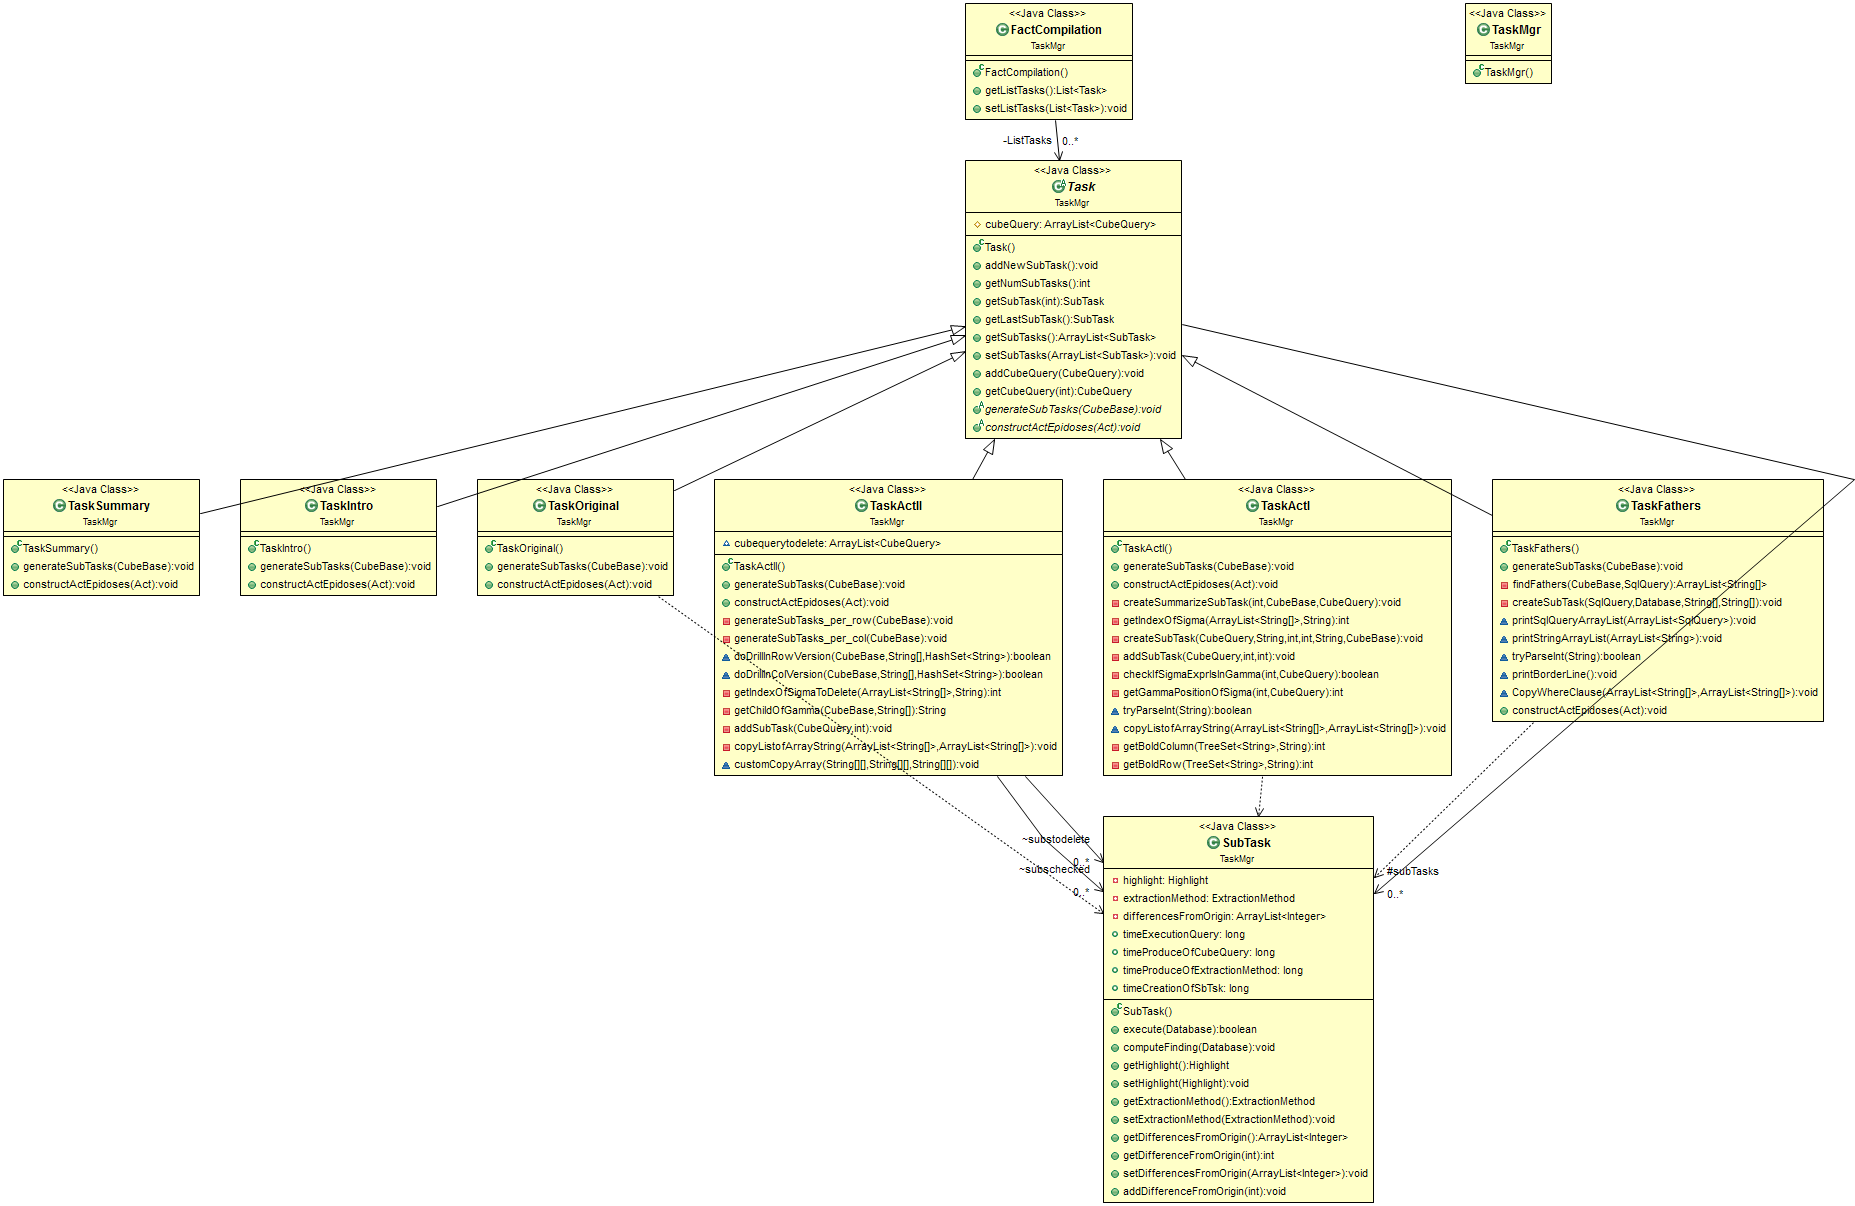 <<Java Class>>
FactCompilation
TaskMgr
FactCompilation()
getListTasks():List<Task>
setListTasks(List<Task>):void
<<Java Class>>
TaskMgr
TaskMgr
TaskMgr()
-ListTasks
0..*
<<Java Class>>
Task
TaskMgr
cubeQuery: ArrayList<CubeQuery>
Task()
addNewSubTask():void
getNumSubTasks():int
getSubTask(int):SubTask
getLastSubTask():SubTask
getSubTasks():ArrayList<SubTask>
setSubTasks(ArrayList<SubTask>):void
addCubeQuery(CubeQuery):void
getCubeQuery(int):CubeQuery
generateSubTasks(CubeBase):void
constructActEpidoses(Act):void
<<Java Class>>
TaskSummary
TaskMgr
TaskSummary()
generateSubTasks(CubeBase):void
constructActEpidoses(Act):void
<<Java Class>>
TaskIntro
TaskMgr
TaskIntro()
generateSubTasks(CubeBase):void
constructActEpidoses(Act):void
<<Java Class>>
TaskOriginal
TaskMgr
TaskOriginal()
generateSubTasks(CubeBase):void
constructActEpidoses(Act):void
<<Java Class>>
TaskActII
TaskMgr
cubequerytodelete: ArrayList<CubeQuery>
TaskActII()
generateSubTasks(CubeBase):void
constructActEpidoses(Act):void
generateSubTasks_per_row(CubeBase):void
generateSubTasks_per_col(CubeBase):void
doDrillInRowVersion(CubeBase,String[],HashSet<String>):boolean
doDrillInColVersion(CubeBase,String[],HashSet<String>):boolean
getIndexOfSigmaToDelete(ArrayList<String[]>,String):int
getChildOfGamma(CubeBase,String[]):String
addSubTask(CubeQuery,int):void
copyListofArrayString(ArrayList<String[]>,ArrayList<String[]>):void
customCopyArray(String[][],String[][],String[][]):void
<<Java Class>>
TaskActI
TaskMgr
TaskActI()
generateSubTasks(CubeBase):void
constructActEpidoses(Act):void
createSummarizeSubTask(int,CubeBase,CubeQuery):void
getIndexOfSigma(ArrayList<String[]>,String):int
createSubTask(CubeQuery,String,int,int,String,CubeBase):void
addSubTask(CubeQuery,int,int):void
checkIfSigmaExprIsInGamma(int,CubeQuery):boolean
getGammaPositionOfSigma(int,CubeQuery):int
tryParseInt(String):boolean
copyListofArrayString(ArrayList<String[]>,ArrayList<String[]>):void
getBoldColumn(TreeSet<String>,String):int
getBoldRow(TreeSet<String>,String):int
<<Java Class>>
TaskFathers
TaskMgr
TaskFathers()
generateSubTasks(CubeBase):void
findFathers(CubeBase,SqlQuery):ArrayList<String[]>
createSubTask(SqlQuery,Database,String[],String[]):void
printSqlQueryArrayList(ArrayList<SqlQuery>):void
printStringArrayList(ArrayList<String>):void
tryParseInt(String):boolean
printBorderLine():void
CopyWhereClause(ArrayList<String[]>,ArrayList<String[]>):void
constructActEpidoses(Act):void
~substodelete
0..*
~subschecked
0..*
#subTasks
0..*
<<Java Class>>
SubTask
TaskMgr
highlight: Highlight
extractionMethod: ExtractionMethod
differencesFromOrigin: ArrayList<Integer>
timeExecutionQuery: long
timeProduceOfCubeQuery: long
timeProduceOfExtractionMethod: long
timeCreationOfSbTsk: long
SubTask()
execute(Database):boolean
computeFinding(Database):void
getHighlight():Highlight
setHighlight(Highlight):void
getExtractionMethod():ExtractionMethod
setExtractionMethod(ExtractionMethod):void
getDifferencesFromOrigin():ArrayList<Integer>
getDifferenceFromOrigin(int):int
setDifferencesFromOrigin(ArrayList<Integer>):void
addDifferenceFromOrigin(int):void